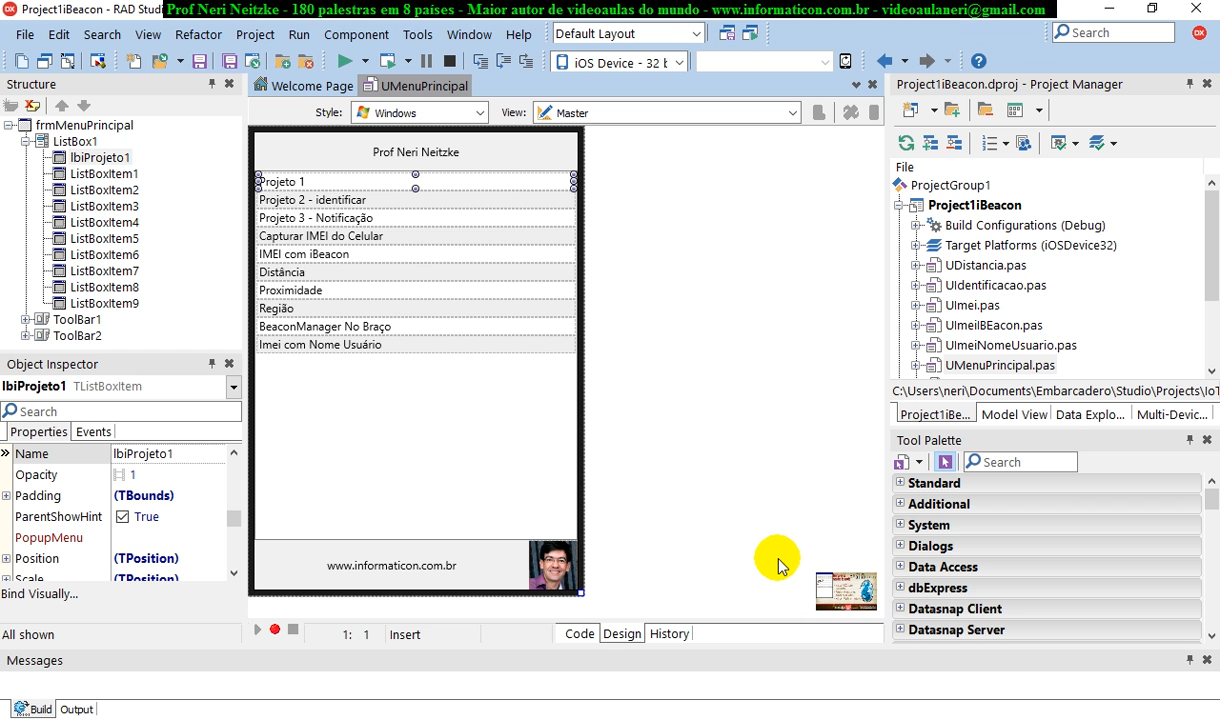 Project1iBeacon - RAD Studi
Prof Neri Neitzke - 180 palestras em 8 países - Maior autor de videoaulas do mundo - www.informaticon.com.br - videoaulaneri@gmail.com
File Edit Search View Refactor Project Run Component Tools Window Help
Default Layout
Search
iOS Device - 32 b
Structure
Welcome Page
UMenuPrincipal
Project1iBeacon.dproj - Project Manager
Style:
Windows
View:
Master
frmMenuPrincipal
ListBox1
lbiProjeto1
ListBoxItem1
ListBoxItem2
ListBoxItem3
ListBoxItem4
ListBoxItem5
ListBoxItem6
ListBoxItem7
ListBoxItem8
ListBoxItem9
ToolBar1
ToolBar2
Prof Neri Neitzke
Projeto 1
Projeto 2 - identificar
Projeto 3 - Notificação
Capturar IMEI do Celular
IMEI com iBeacon
Distância
Proximidade
Região
BeaconManager No Braço
Imei com Nome Usuário
www.informaticon.com.br
File
ProjectGroup1
Project1iBeacon
Build Configurations (Debug)
Target Platforms (iOSDevice32)
UDistancia.pas
UIdentificacao.pas
UImei.pas
UImeiIBEacon.pas
UImeiNomeUsuario.pas
UMenuPrincipal.pas
C:\Users\neri\Documents\Embarcadero\Studio\Projects\IoT
Project1iBe...
Model View
Data Explo...
Multi-Devic...
Object Inspector
lbiProjeto1 TListBoxItem
Search
Properties
Events
Name lbiProjeto1
Opacity 1
Padding (TBounds)
ParentShowHint True
PopupMenu
Position (TPosition)
Scale (TPosition)
Bind Visually...
All shown
Tool Palette
Search
Standard
Additional
System
Dialogs
Data Access
dbExpress
Datasnap Client
Datasnap Server
1: 1
Insert
Code
Design
History
Messages
Build
Output